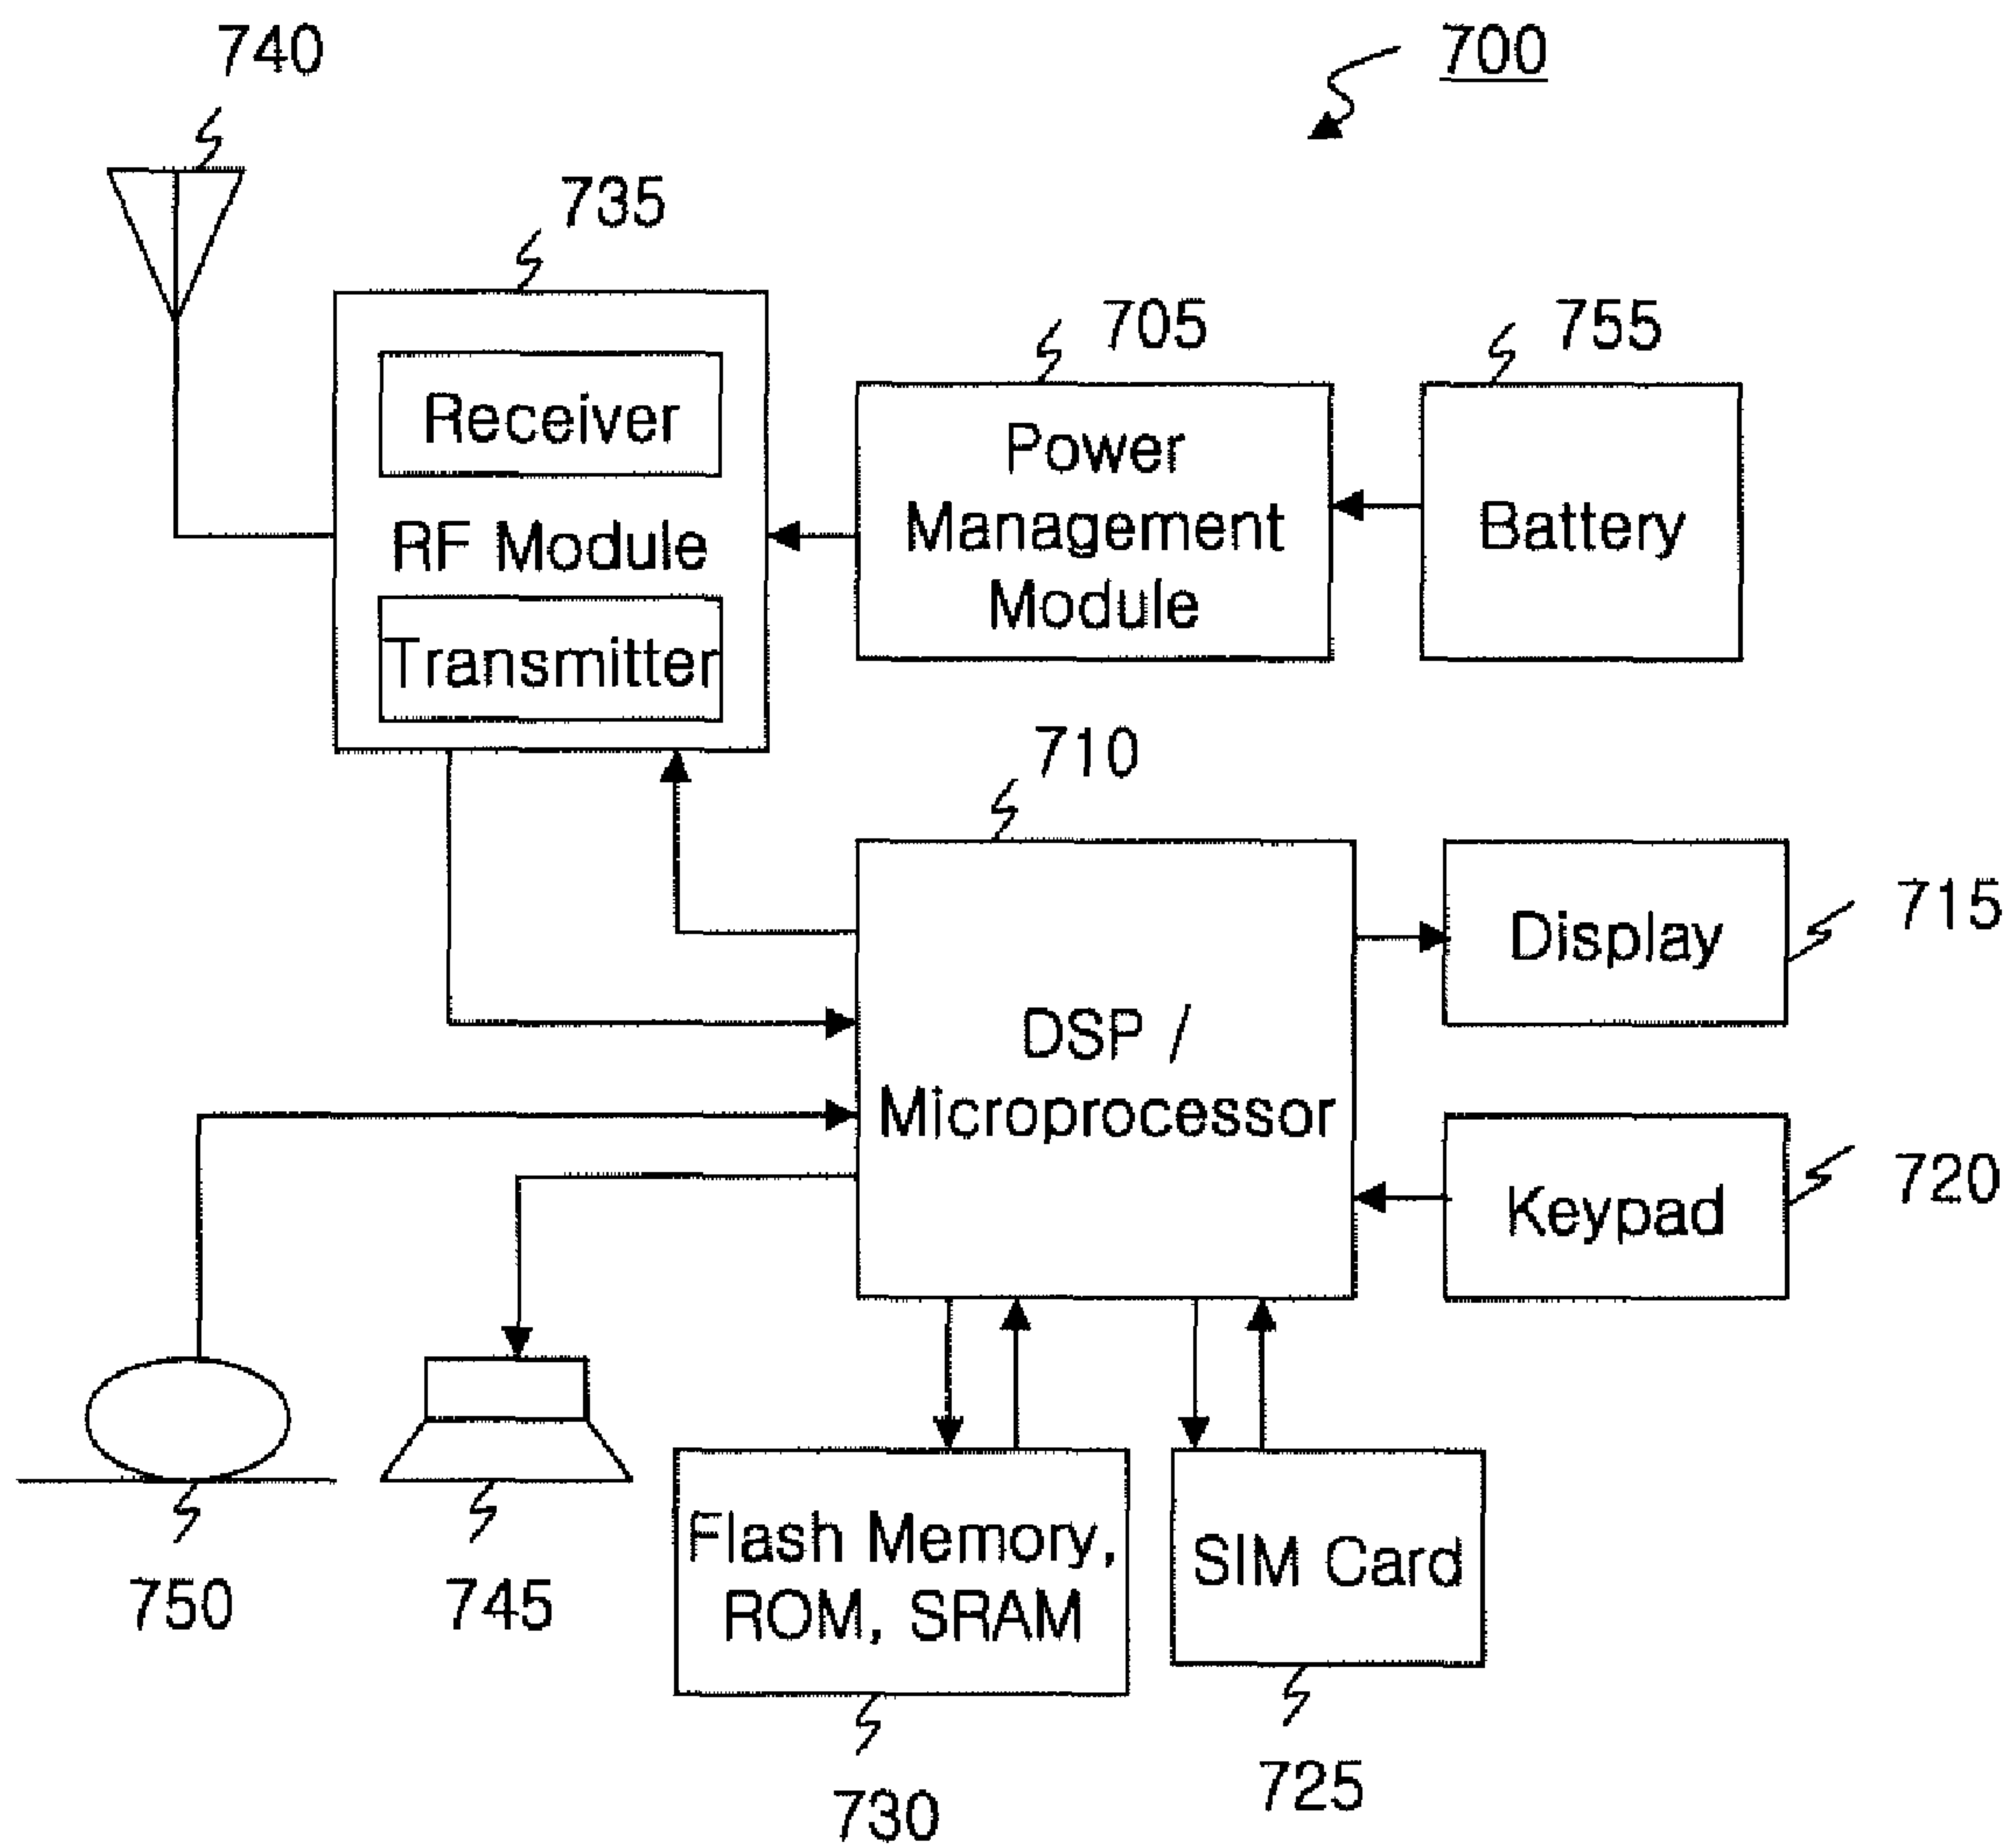 740
700
735
705
755
Receiver
RF Module
Transmitter
Power
Management
Module
Battery
710
715
Display
DSP /
Microprocessor
720
Keypad
750
745
Flash Memory,
ROM, SRAM
SIM Card
730
725